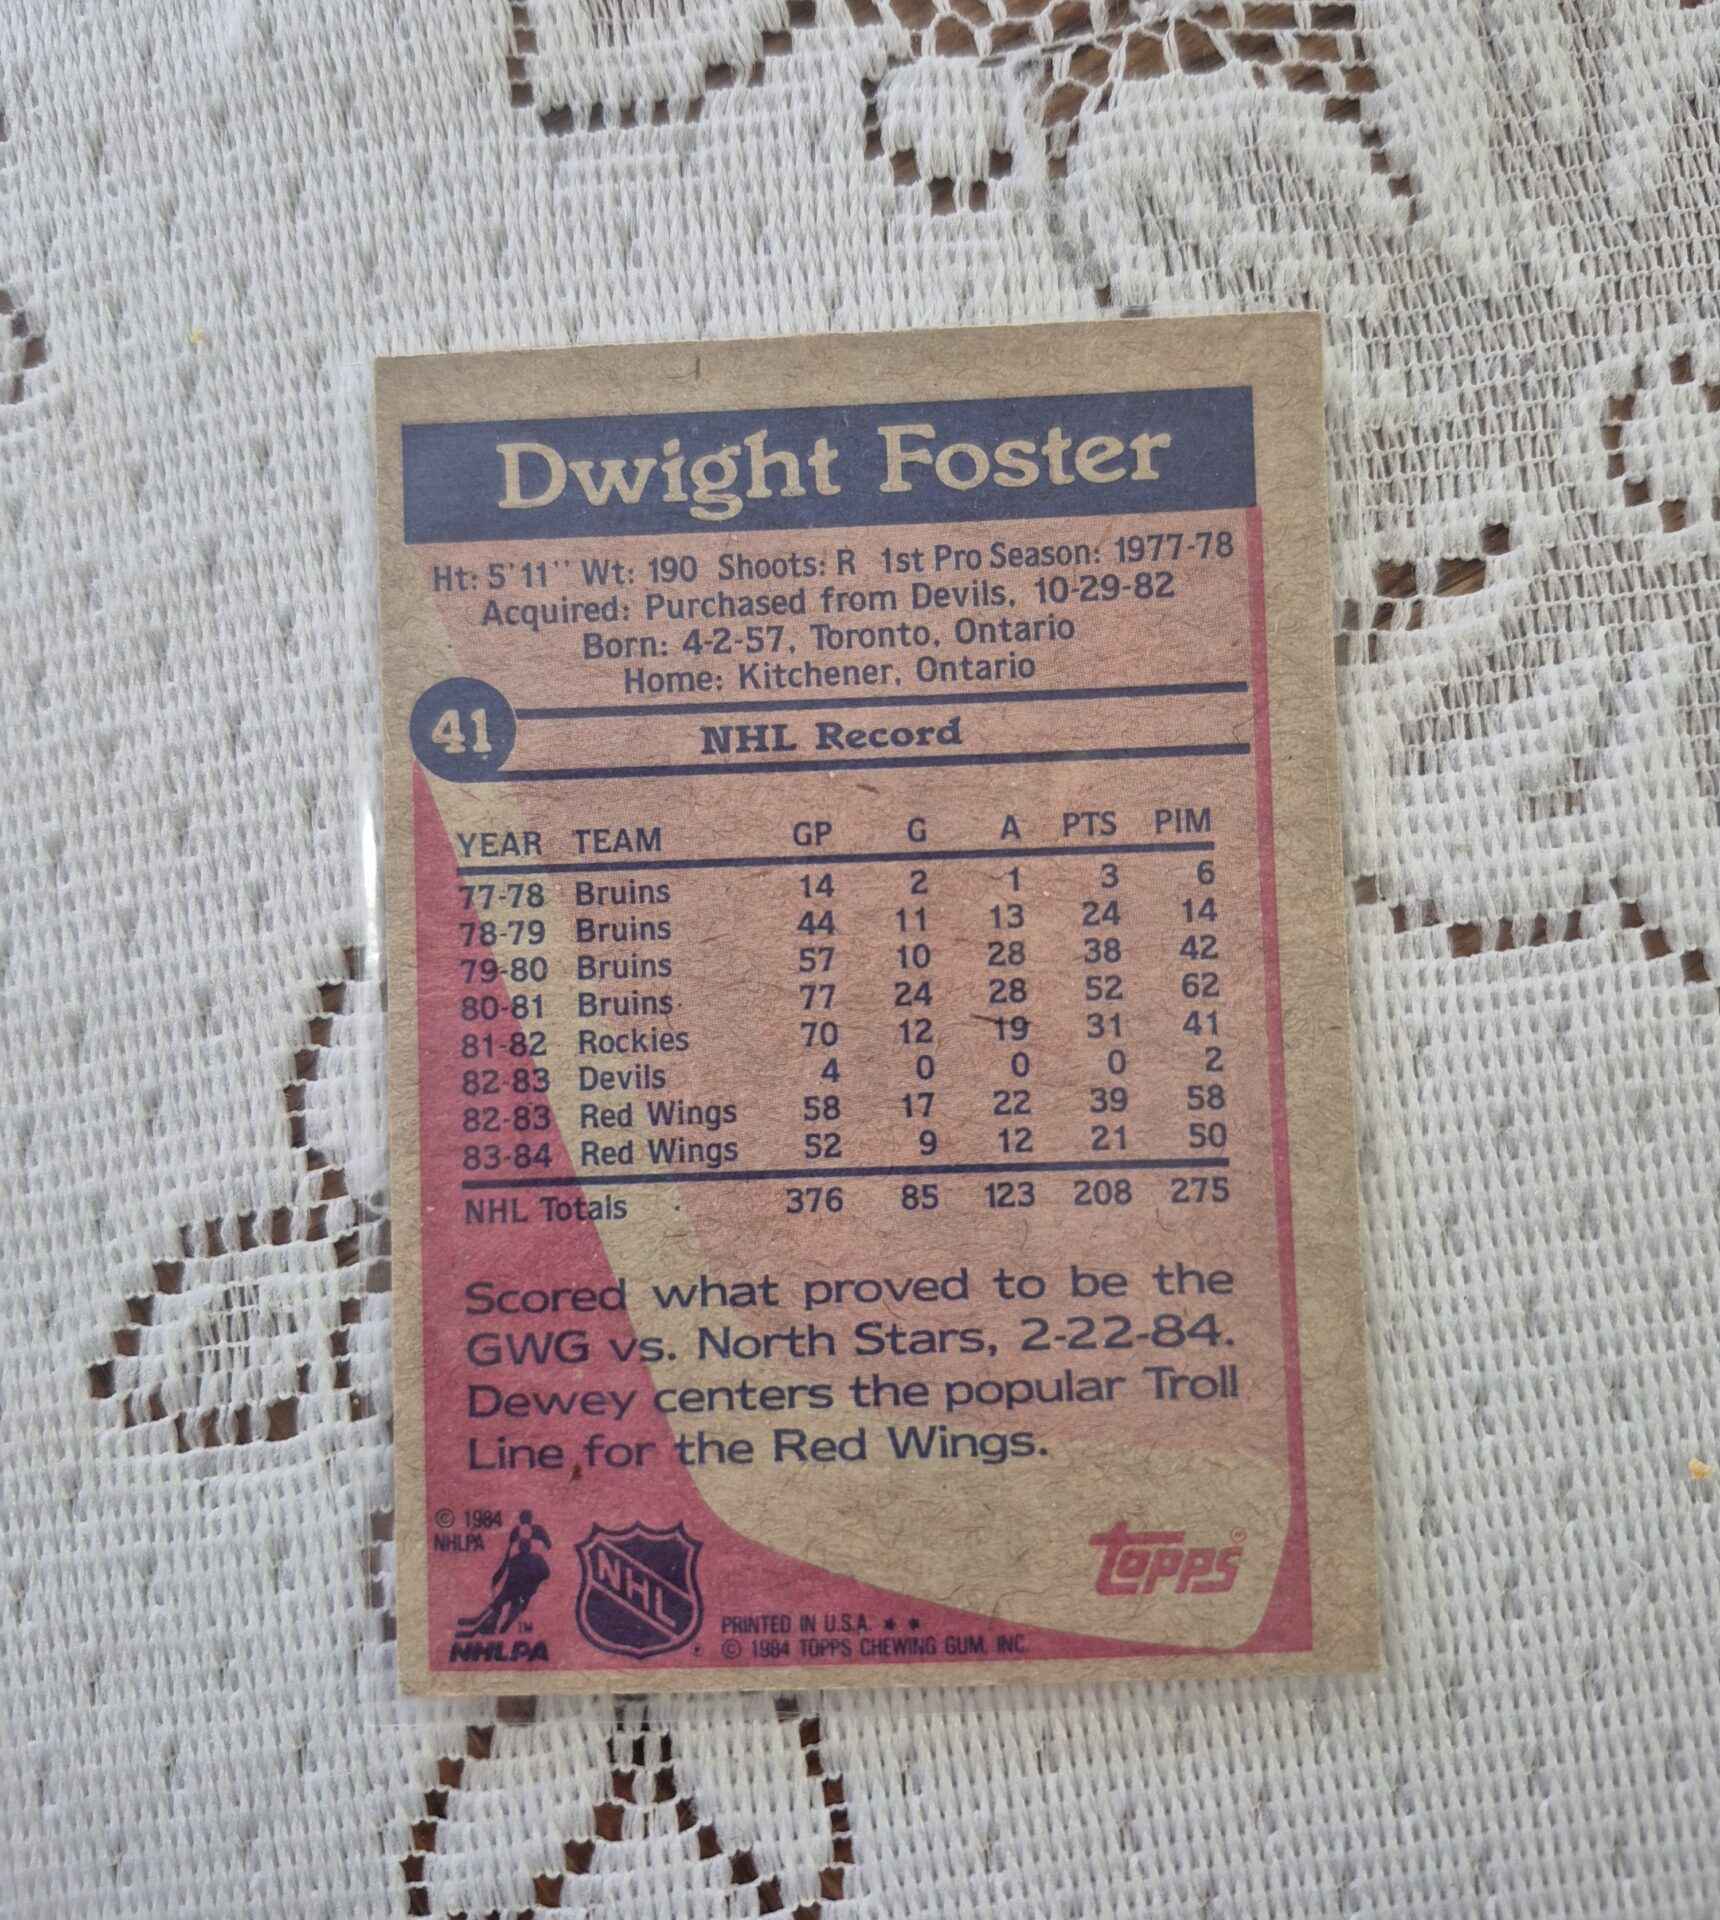 Dwight Foster
Ht: 5'11" Wt: 190 Shoots: R 1st Pro Season: 1977-78
Acquired: Purchased from Devils, 10-29-82
Born: 4-2-57, Toronto, Ontario
Home: Kitchener, Ontario
41
NHL Record
YEAR TEAM GP G A PTS PIM
77-78 Bruins 14 2 1 3 6
78-79 Bruins 44 11 13 24 14
79-80 Bruins 57 10 28 38 42
80-81 Bruins 77 24 28 52 62
81-82 Rockies 70 12 19 31 41
82-83 Devils 4 0 0 0 2
82-83 Red Wings 58 17 22 39 58
83-84 Red Wings 52 9 12 21 50
NHL Totals 376 85 123 208 275
Scored what proved to be the
GWG vs. North Stars, 2-22-84.
Dewey centers the popular Troll
Line for the Red Wings.
© 1984
NHLPA
TM
NHLPA
NHL
PRINTED IN U.S.A. * *
© 1984 TOPPS CHEWING GUM, INC.
topps ©